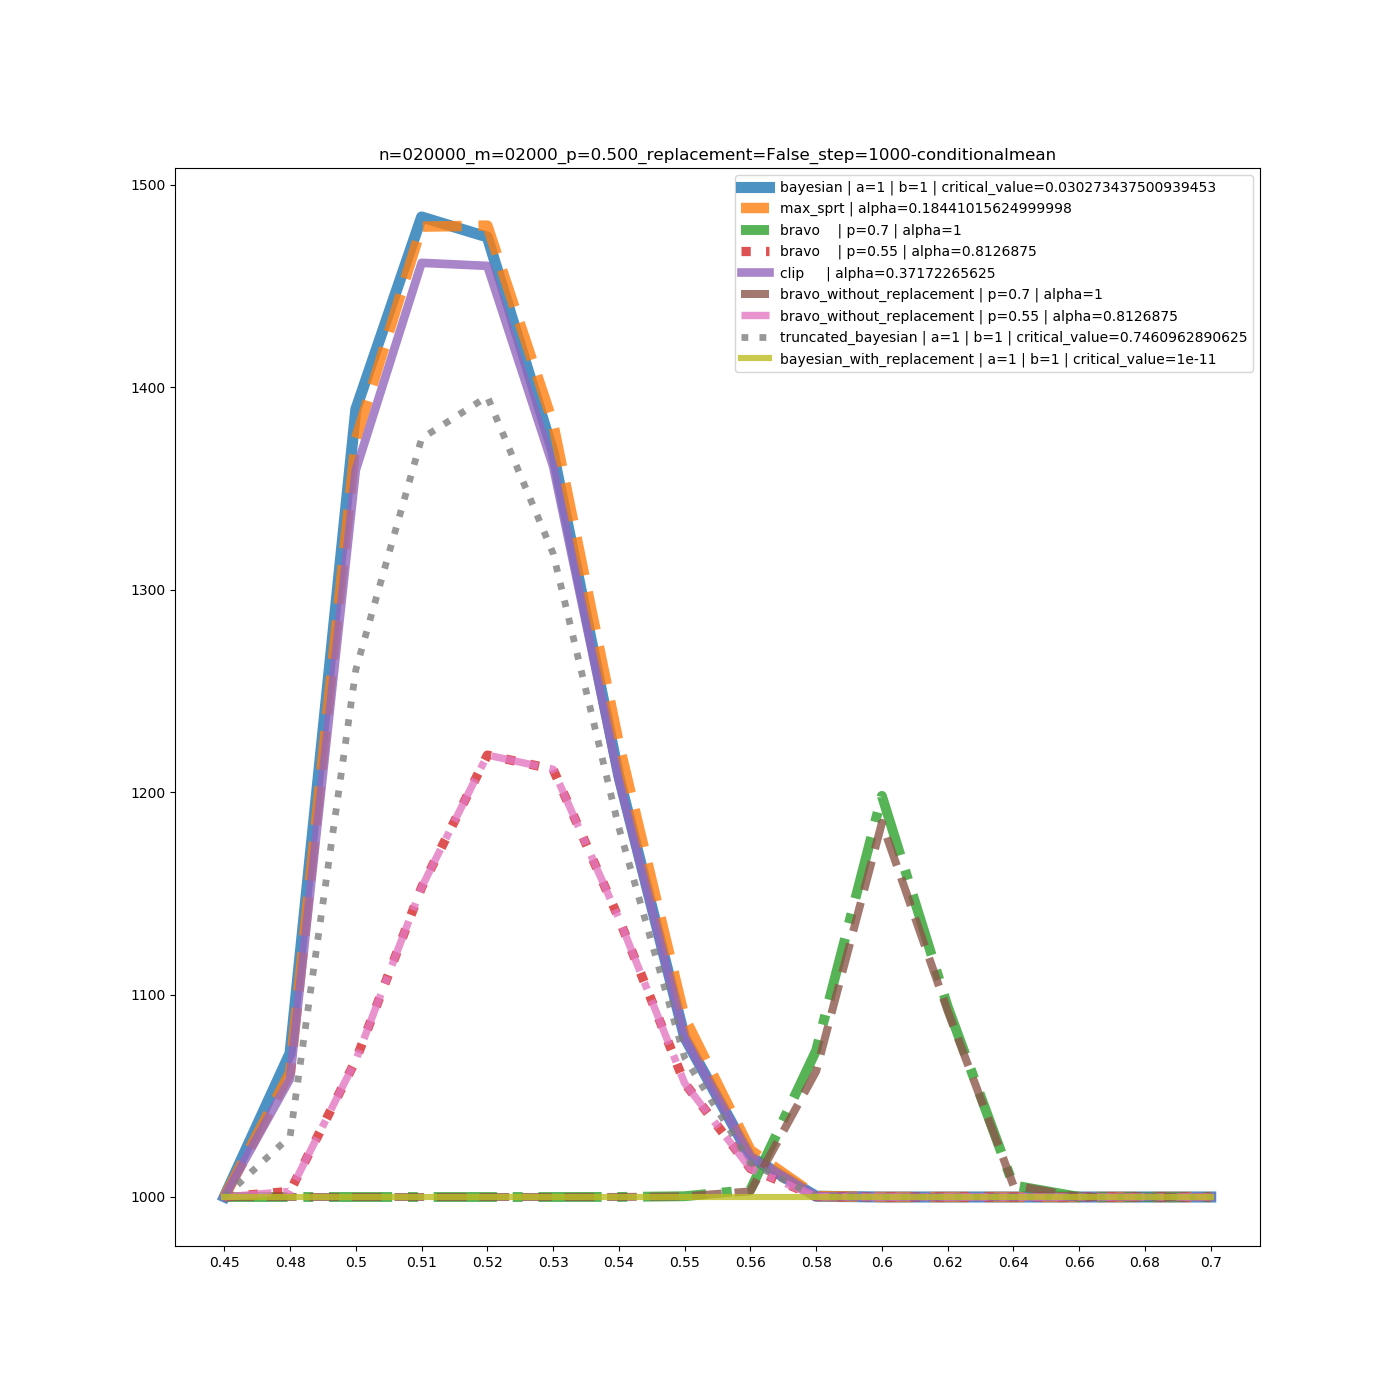 n=020000_m=02000_p=0.500_replacement=False_step=1000-conditionalmean
bayesian | a=1 | b=1 | critical_value=0.030273437500939453
max_sprt | alpha=0.18441015624999998
bravo    | p=0.7 | alpha=1
bravo    | p=0.55 | alpha=0.8126875
clip     | alpha=0.37172265625
bravo_without_replacement | p=0.7 | alpha=1
bravo_without_replacement | p=0.55 | alpha=0.8126875
truncated_bayesian | a=1 | b=1 | critical_value=0.7460962890625
bayesian_with_replacement | a=1 | b=1 | critical_value=1e-11
1500
1400
1300
1200
1100
1000
0.45 0.48 0.5 0.51 0.52 0.53 0.54 0.55 0.56 0.58 0.6 0.62 0.64 0.66 0.68 0.7